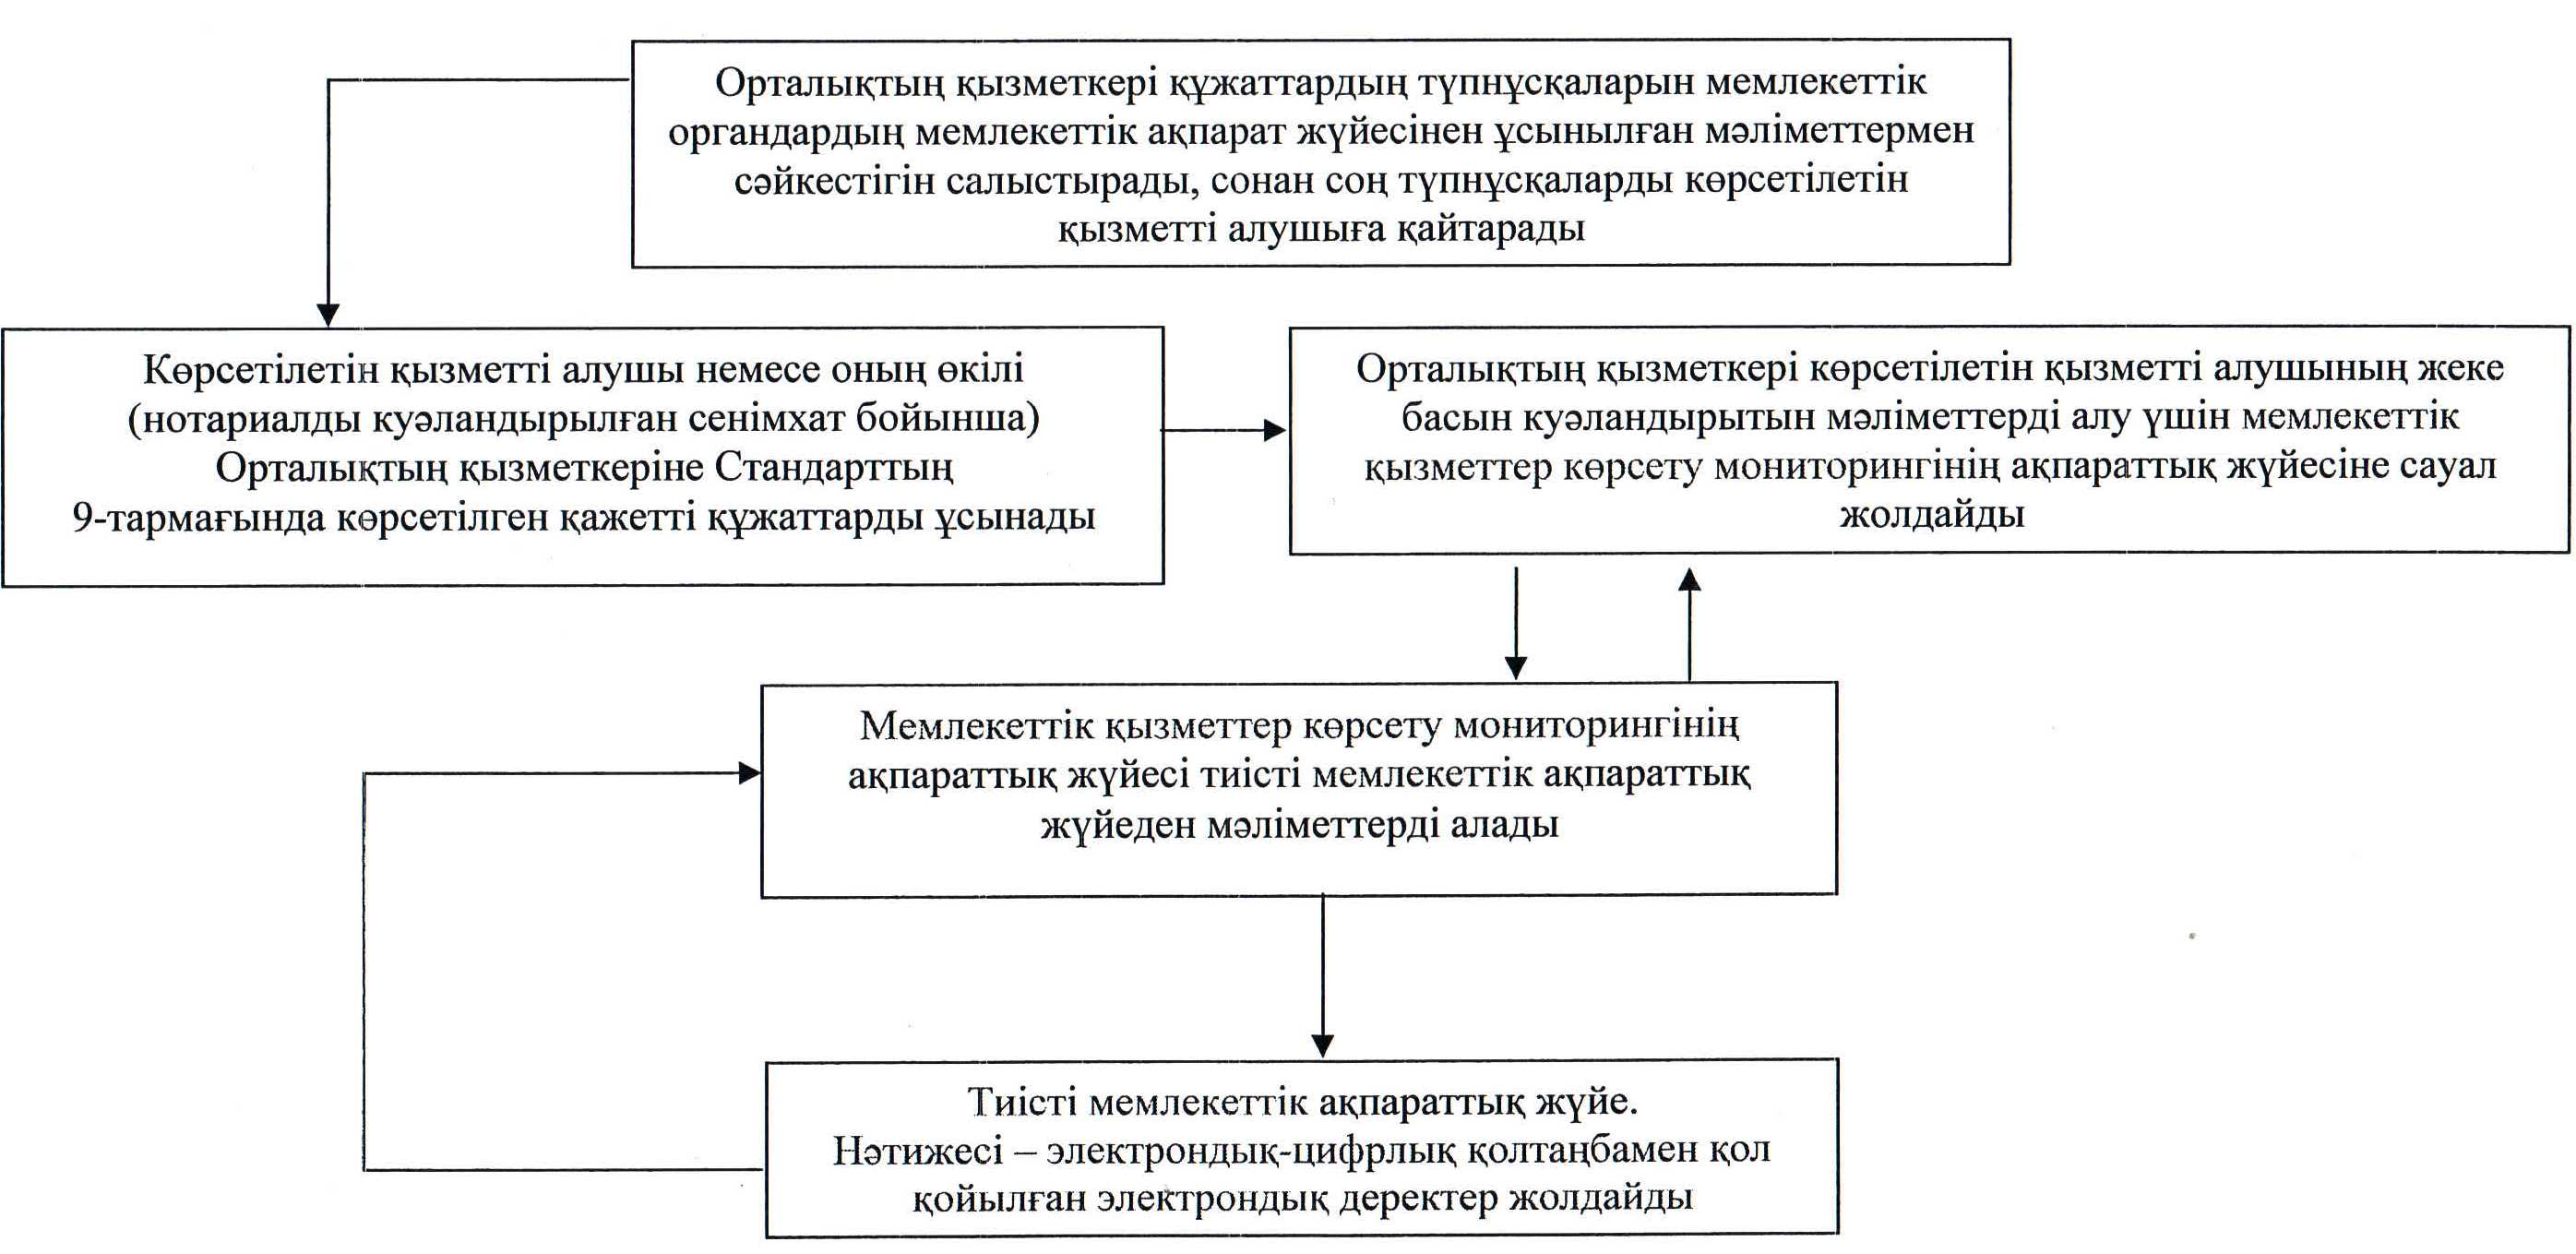 Орталықтың қызметкері құжаттардың түпнұсқаларын мемлекеттік
органдардың мемлекеттік ақпарат жүйесінен ұсынылған мәліметтермен
сәйкестігін салыстырады, сонан соң түпнұсқаларды көрсетілетін
қызметті алушыға қайтарады
Көрсетілетін қызметті алушы немесе оның өкілі
(нотариалды куәландырылған сенімхат бойынша)
Орталықтың қызметкеріне Стандарттың
9-тармағында көрсетілген қажетті құжаттарды ұсынады
Орталықтың қызметкері көрсетілетін қызметті алушының жеке
басын куәландырытын мәліметтерді алу үшін мемлекеттік
қызметтер көрсету мониторингінің ақпараттық жүйесіне сауал
жолдайды
Мемлекеттік қызметтер көрсету мониторингінің
ақпараттық жүйесі тиісті мемлекеттік ақпараттық
жүйеден мәліметтерді алады
Тиісті мемлекеттік ақпараттық жүйе.
Нәтижесі – электрондық-цифрлық қолтаңбамен қол
қойылған электрондық деректер жолдайды